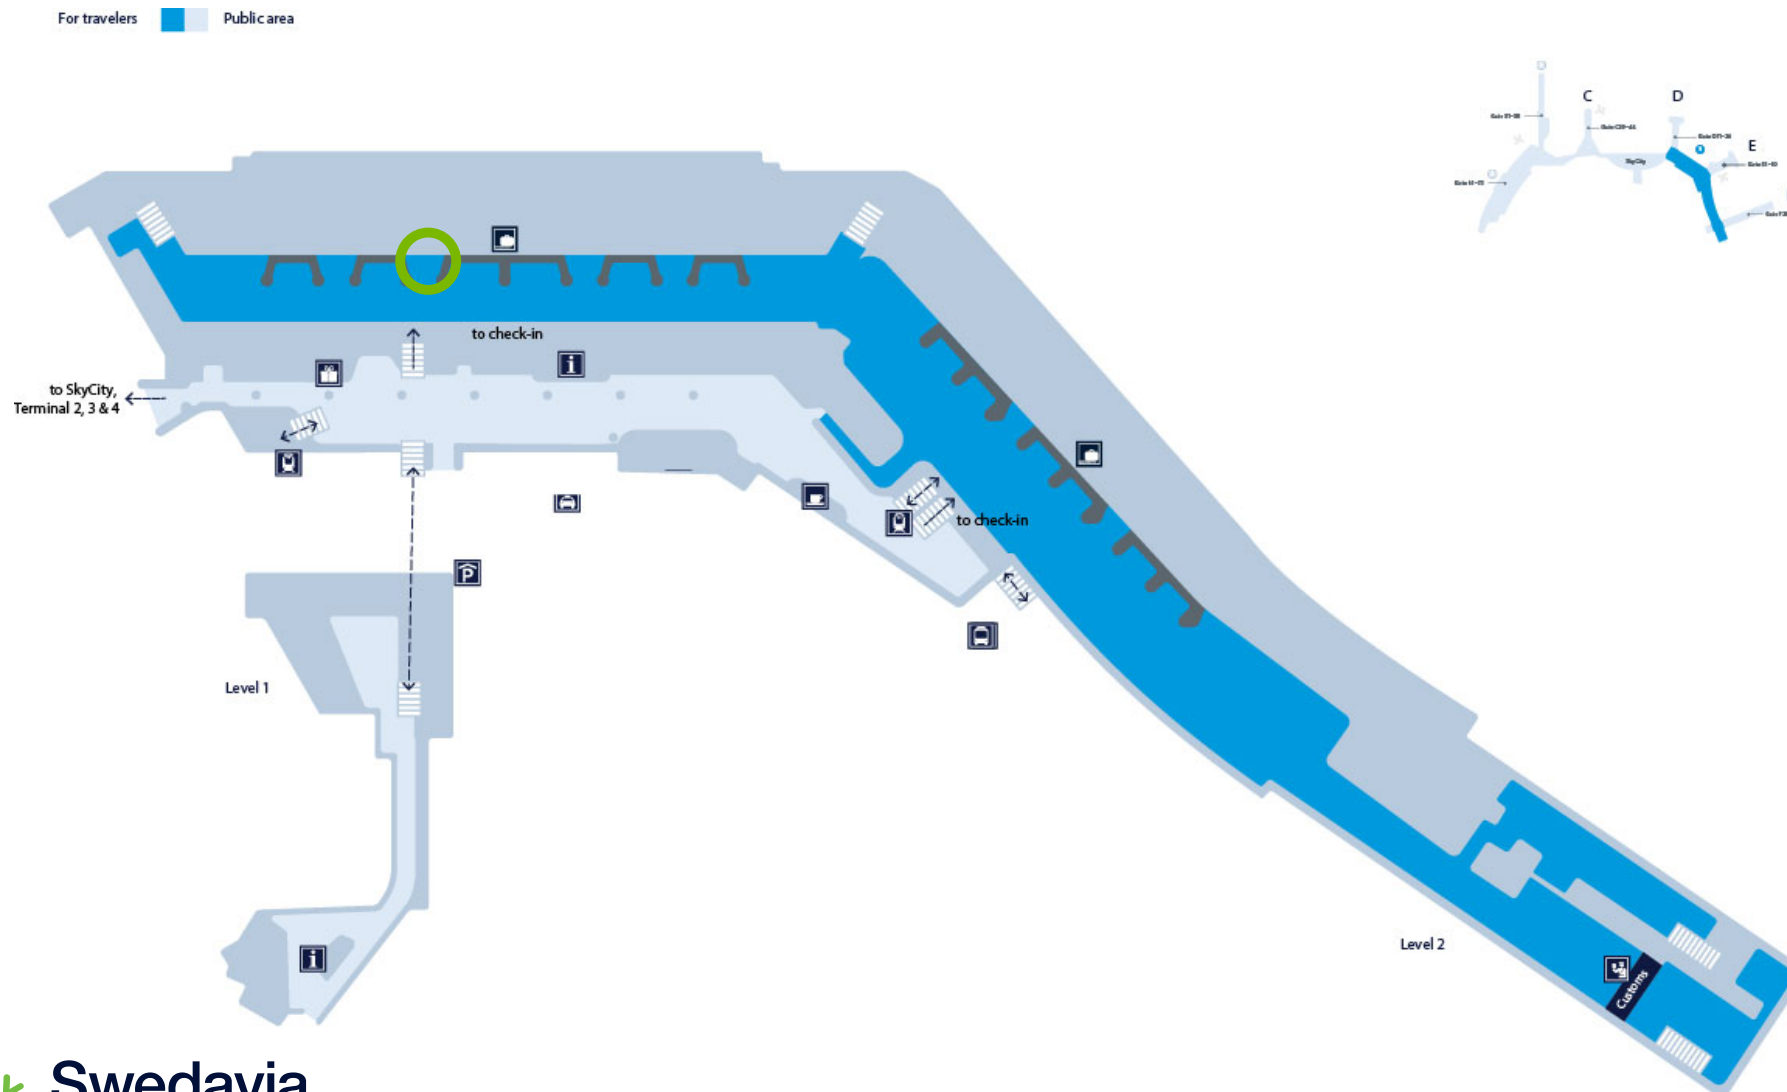 For travelers
Public area
C
D
E
SkyCity
to check-in
to SkyCity,
Terminal 2, 3 & 4
to check-in
P
Level 1
i
i
Level 2
Customs
Swedavia